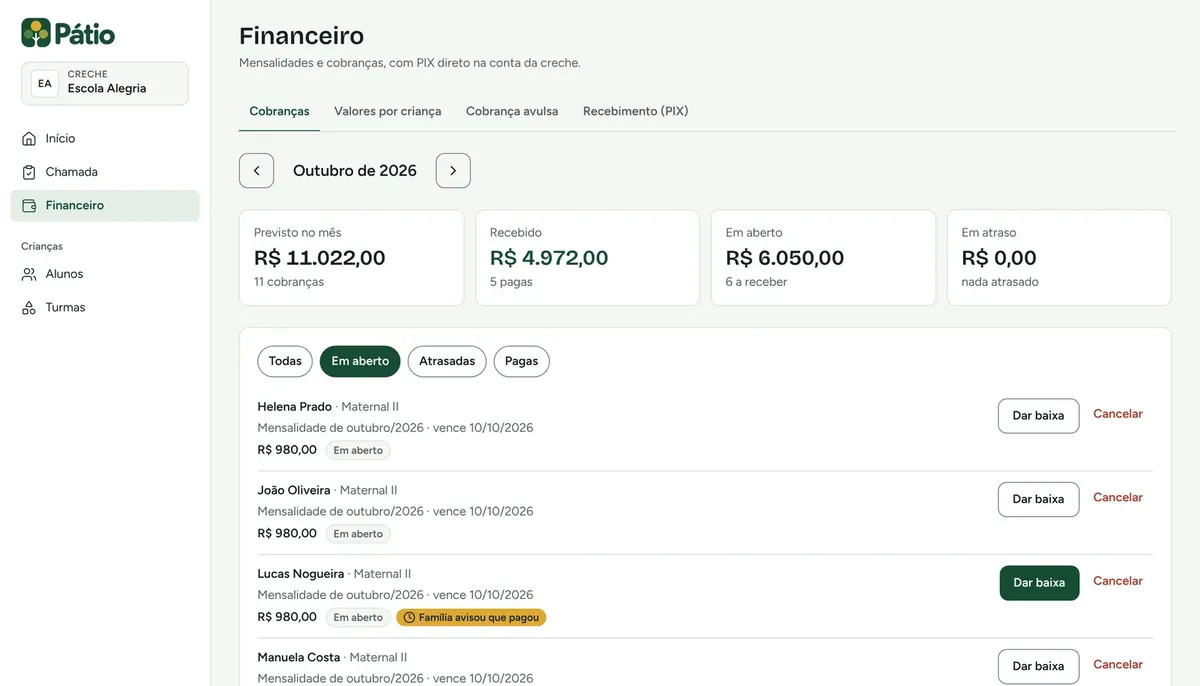 Pátio
EA
CRECHE
Escola Alegria
Início
Chamada
Financeiro
Crianças
Alunos
Turmas
Financeiro
Mensalidades e cobranças, com PIX direto na conta da creche.
Cobranças
Valores por criança
Cobrança avulsa
Recebimento (PIX)
Outubro de 2026
Previsto no mês
R$ 11.022,00
11 cobranças
Recebido
R$ 4.972,00
5 pagas
Em aberto
R$ 6.050,00
6 a receber
Em atraso
R$ 0,00
nada atrasado
Todas
Em aberto
Atrasadas
Pagas
Helena Prado · Maternal II
Mensalidade de outubro/2026 · vence 10/10/2026
R$ 980,00 Em aberto
Dar baixa
Cancelar
João Oliveira · Maternal II
Mensalidade de outubro/2026 · vence 10/10/2026
R$ 980,00 Em aberto
Dar baixa
Cancelar
Lucas Nogueira · Maternal II
Mensalidade de outubro/2026 · vence 10/10/2026
R$ 980,00 Em aberto Família avisou que pagou
Dar baixa
Cancelar
Manuela Costa · Maternal II
Mensalidade de outubro/2026 · vence 10/10/2026
Dar baixa
Cancelar